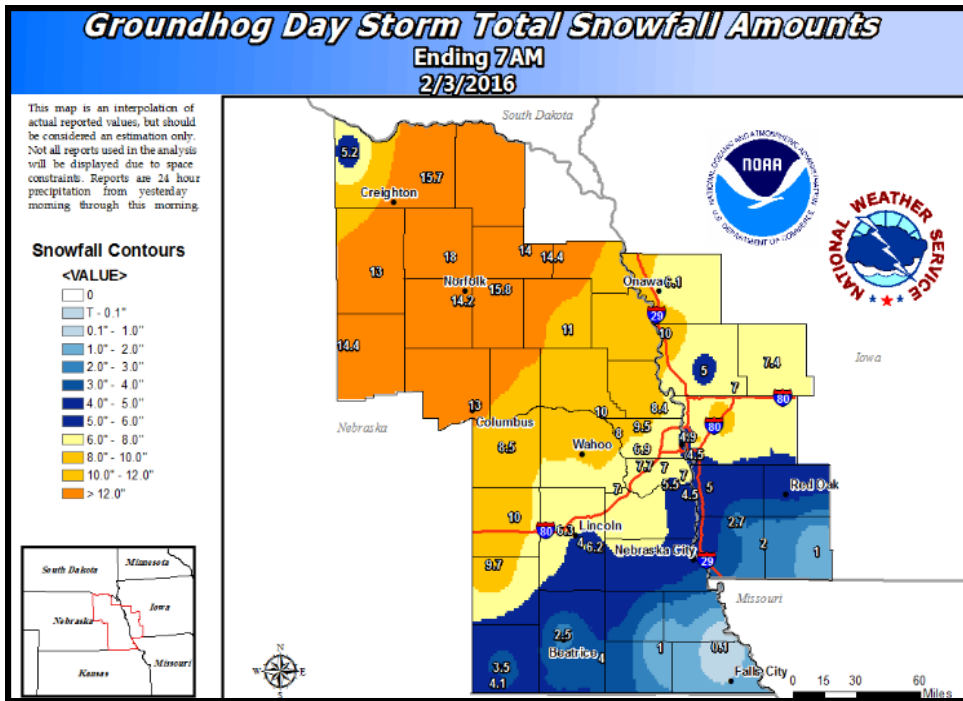 Groundhog Day Storm Total Snowfall Amounts
Ending 7AM
2/3/2016
This map is an interpolation of
actual reported values, but should
be considered an estimation only.
Not all reports used in the analysis
will be displayed due to space
constraints. Reports are 24 hour
precipitation from yesterday
morning through this morning.
Snowfall Contours
<VALUE>
0
T - 0.1"
0.1" - 1.0"
1.0" - 2.0"
2.0" - 3.0"
3.0" - 4.0"
4.0" - 5.0"
5.0" - 6.0"
6.0" - 8.0"
8.0" - 10.0"
10.0" - 12.0"
> 12.0"
South Dakota
5.2
15.7
Creighton
NATIONAL OCEANIC AND ATMOSPHERIC ADMINISTRATION
NOAA
U.S. DEPARTMENT OF COMMERCE
NATIONAL WEATHER SERVICE
18
14
14.4
13
Norfolk
15.8
14.2
Onawa
6.1
29
11
10
14.4
Iowa
5
7.4
7
80
13
10
8.4
Nebraska
Columbus
8.5
8
9.5
80
Wahoo
6.9
4.9
4.5
7.7
7
7
5.5
7
4.5
5
Red Oak
10
80
6.3
Lincoln
4
6.2
2.7
2
1
Nebraska City
29
9.7
Missouri
2.5
Beatrice
4
1
0.1
3.5
4.1
Falls City
South Dakota
Minnesota
Nebraska
Iowa
Kansas
Missouri
N
W
E
S
0 15 30 60
Miles